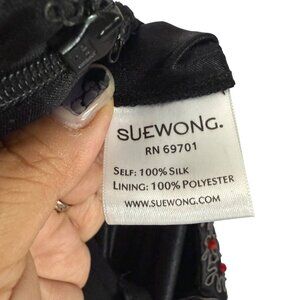 SUEWONG.
RN 69701
SELF: 100% SILK
LINING: 100% POLYESTER
WWW.SUEWONG.COM